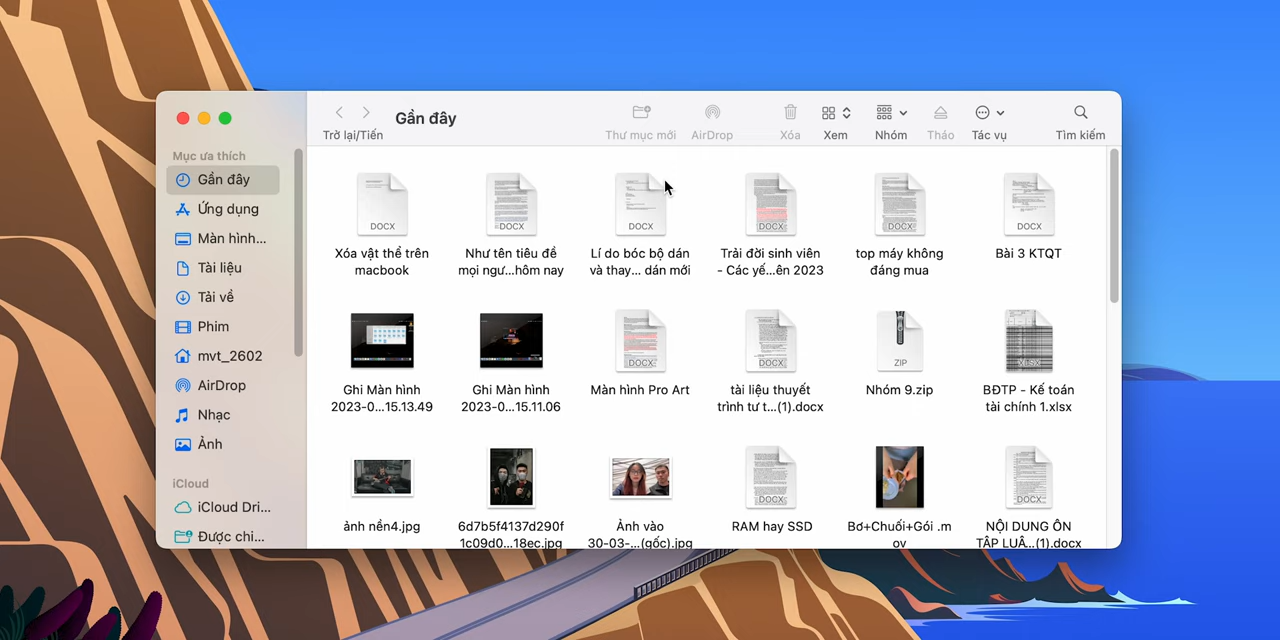 Gần đây
Trở lại/Tiến
Thư mục mới
AirDrop
Xóa
Xem
Nhóm
Tháo
Tác vụ
Tìm kiếm
Mục ưa thích
Gần đây
Ứng dụng
Màn hình...
Tài liệu
Tải về
Phim
mvt_2602
AirDrop
Nhạc
Ảnh
iCloud
iCloud Dri...
Được chi...
DOCX
Xóa vật thể trên
macbook
DOCX
Như tên tiêu đề
mọi ngư...hôm nay
DOCX
Lí do bóc bộ dán
và thay... dán mới
DOCX
Trải đời sinh viên
- Các yế...ên 2023
DOCX
top máy không
đáng mua
DOCX
Bài 3 KTQT
Ghi Màn hình
2023-0...15.13.49
Ghi Màn hình
2023-0...15.11.06
DOCX
Màn hình Pro Art
DOCX
tài liệu thuyết
trình tư t...(1).docx
ZIP
Nhóm 9.zip
XLSX
BĐTP - Kế toán
tài chính 1.xlsx
ảnh nền4.jpg
6d7b5f4137d290f
1c09d0...18ec.jpg
Ảnh vào
30-03-...(gốc).jpg
DOCX
RAM hay SSD
Bơ+Chuối+Gói .m
ov
DOCX
NỘI DUNG ÔN
TẬP LUẬ...(1).docx